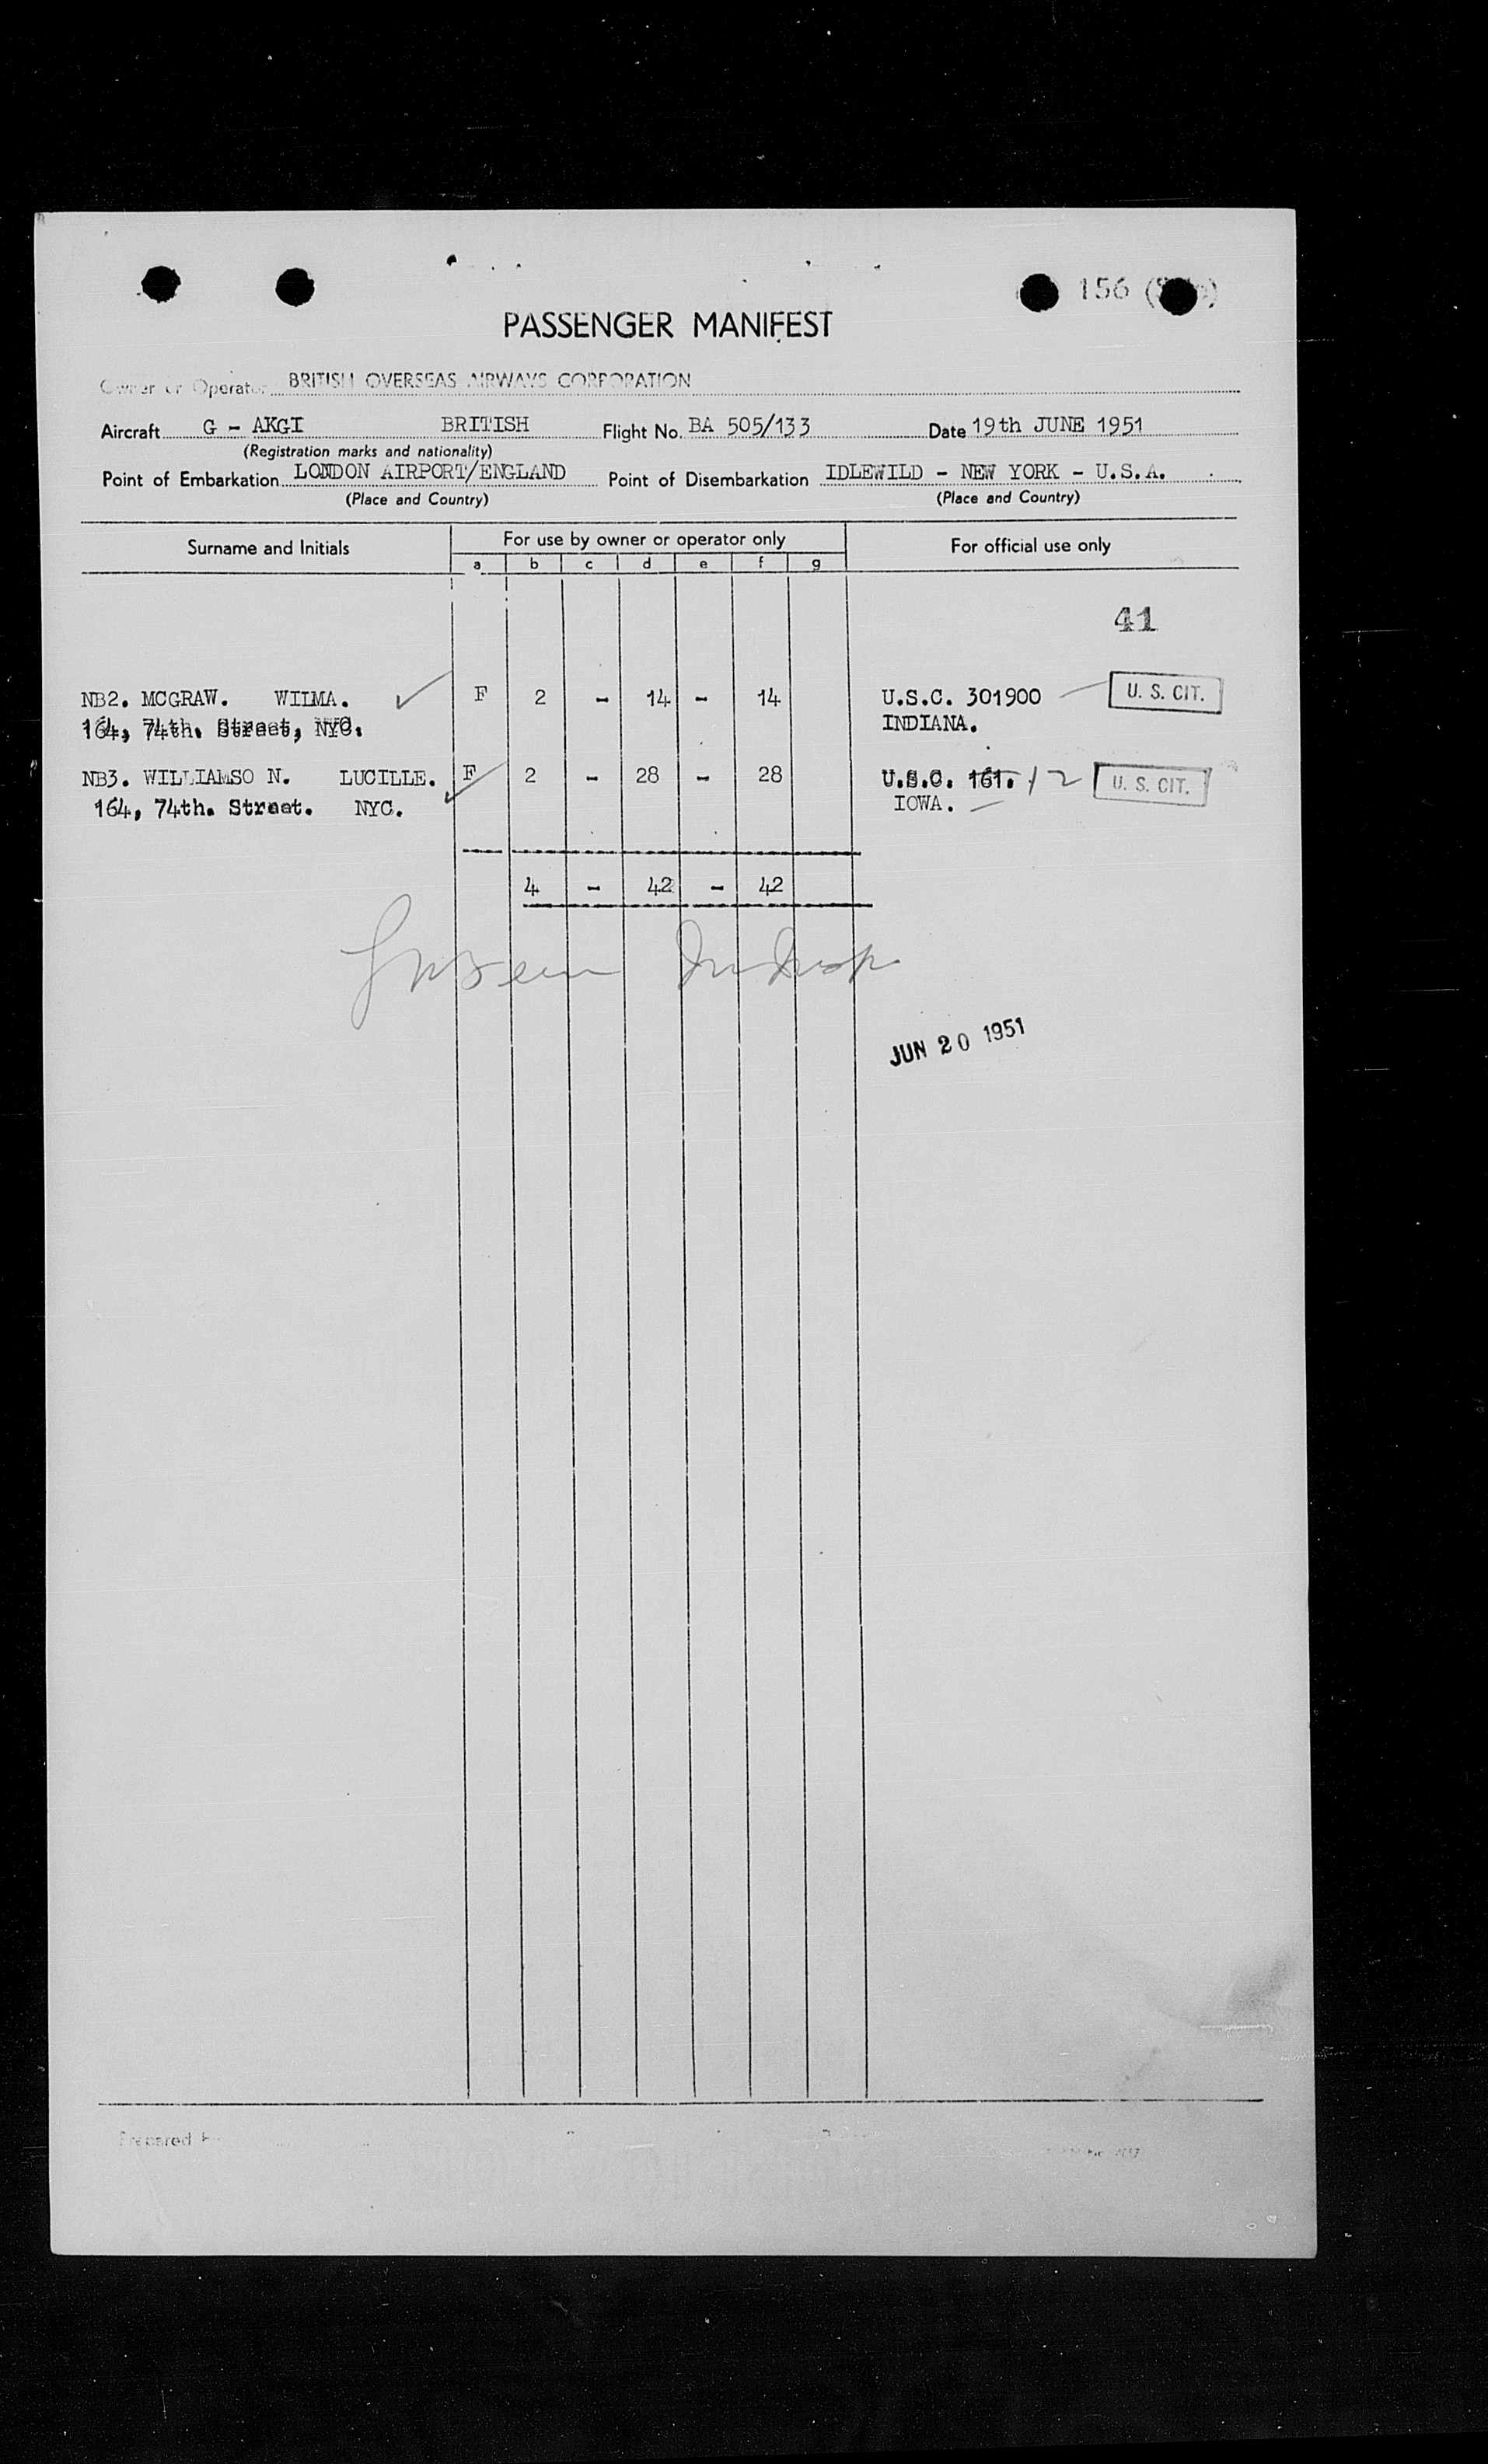 156
PASSENGER MANIFEST
Owner or Operator BRITISH OVERSEAS AIRWAYS CORPORATION
Aircraft G - AKGI BRITISH Flight No. BA 505/133 Date 19th JUNE 1951
(Registration marks and nationality)
Point of Embarkation LONDON AIRPORT/ENGLAND Point of Disembarkation IDLEWILD - NEW YORK - U.S.A.
(Place and Country) (Place and Country)
Surname and Initials For use by owner or operator only For official use only
a b c d e f g
41
NB2. MCGRAW. WILMA. F 2 - 14 - 14 U.S.C. 301900 U. S. CIT.
164, 74th. Street, NYC. INDIANA.
NB3. WILLIAMSO N. LUCILLE. F 2 - 28 - 28 U.S.C. 161. 12 U. S. CIT.
164, 74th. Street. NYC. IOWA.
4 - 42 - 42
JUN 20 1951
Prepared